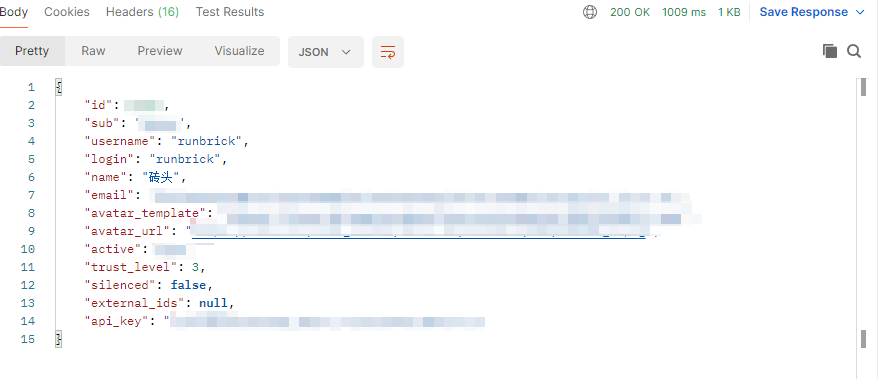 Body Cookies Headers (16) Test Results 200 OK 1009 ms 1 KB Save Response
Pretty Raw Preview Visualize JSON
1 {
2 "id": ,
3 "sub": " ",
4 "username": "runbrick",
5 "login": "runbrick",
6 "name": "砖头",
7 "email":
8 "avatar_template":
9 "avatar_url": "
10 "active":
11 "trust_level": 3,
12 "silenced": false,
13 "external_ids": null,
14 "api_key": "
15 }